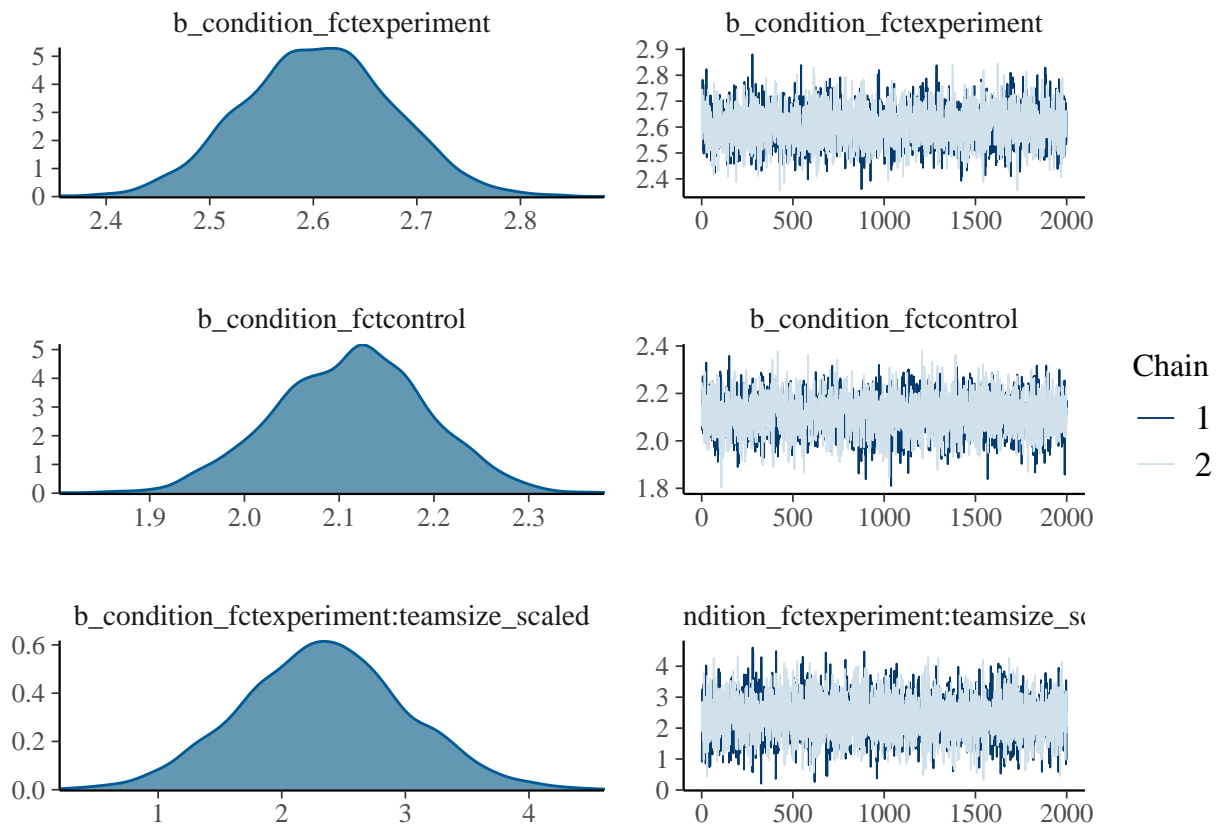 b_condition_fctexperiment
5
4
3
2
1
0
2.4 2.5 2.6 2.7 2.8
b_condition_fctexperiment
2.9
2.8
2.7
2.6
2.5
2.4
0 500 1000 1500 2000
b_condition_fctcontrol
5
4
3
2
1
0
1.9 2.0 2.1 2.2 2.3
b_condition_fctcontrol
2.4
2.2
2.0
1.8
0 500 1000 1500 2000
Chain
1
2
b_condition_fctexperiment:teamsize_scaled
0.6
0.4
0.2
0.0
1 2 3 4
ndition_fctexperiment:teamsize_sc
4
3
2
1
0
0 500 1000 1500 2000